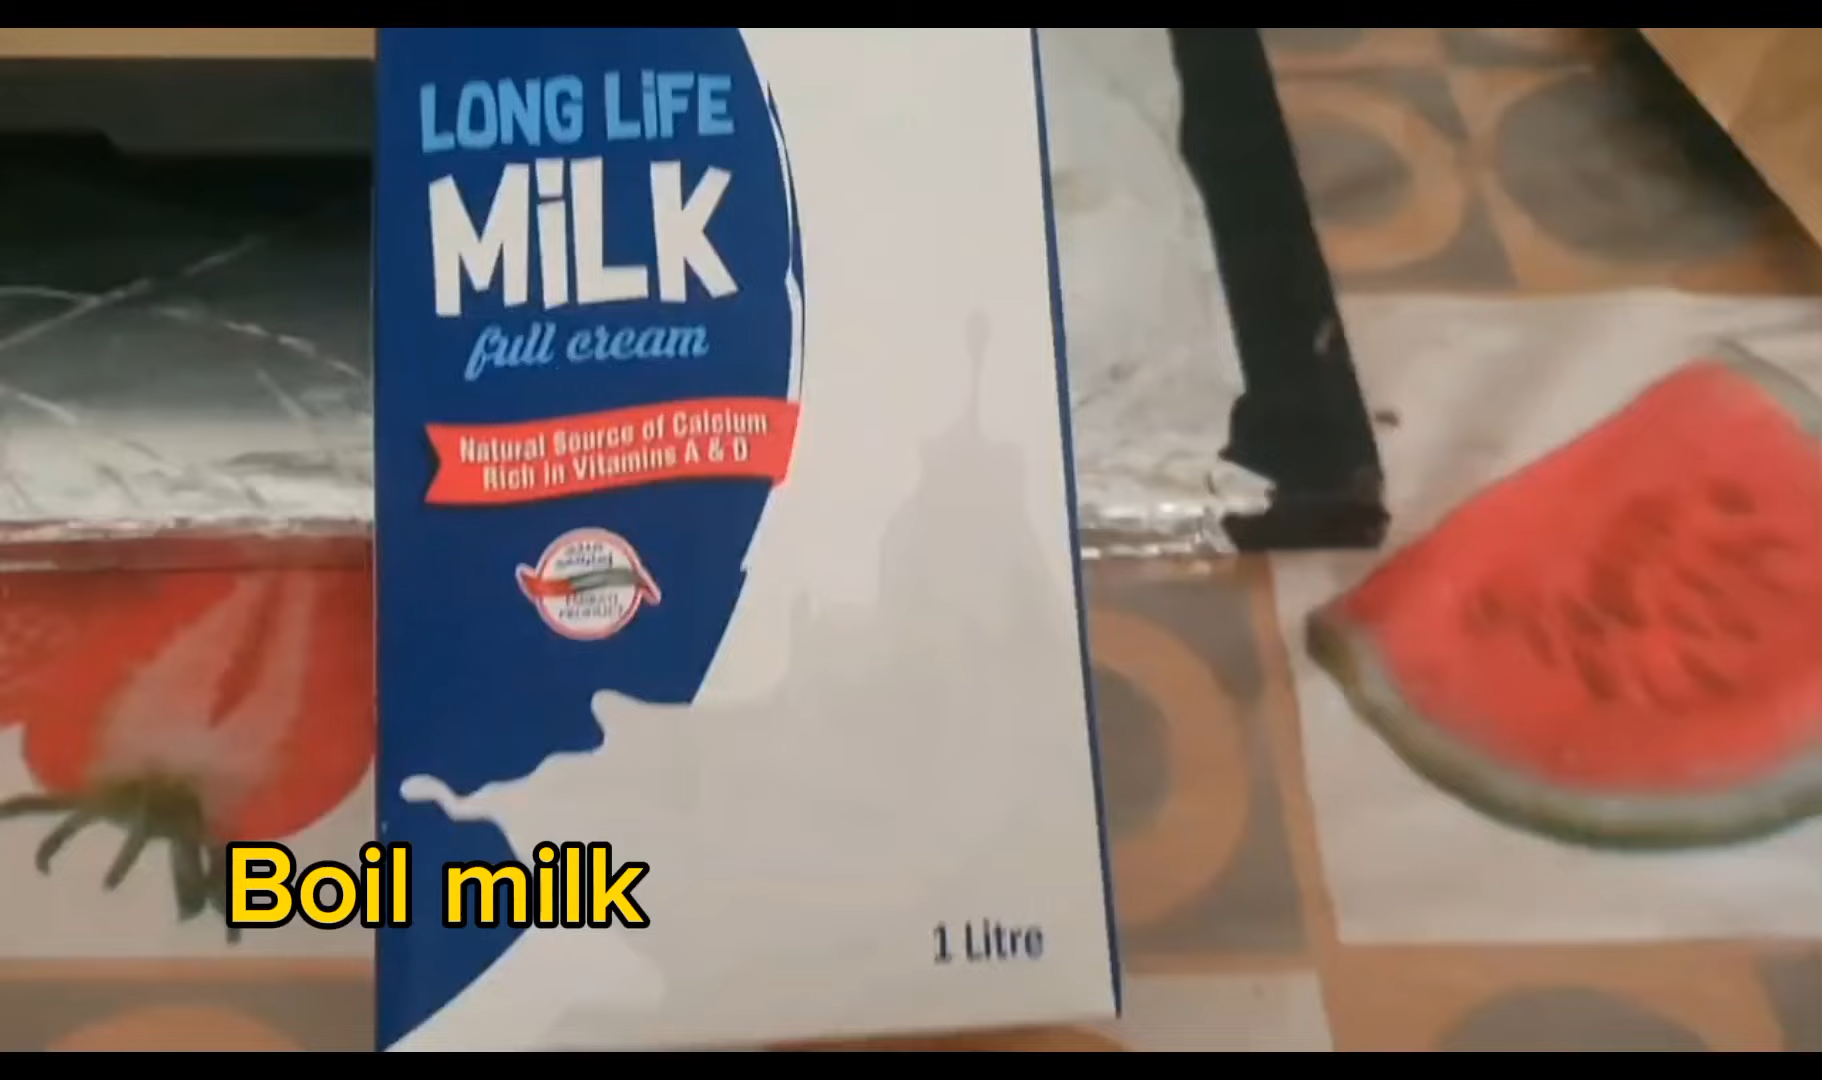 LONG LiFE
MiLK
full cream
Natural Source of Calcium
Rich in Vitamins A & D
Boil milk
1 Litre